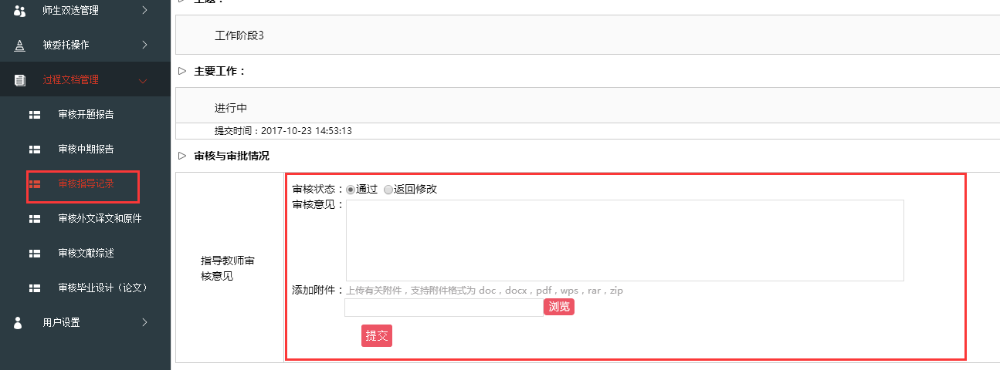 师生双选管理
被委托操作
过程文档管理
审核开题报告
审核中期报告
审核指导记录
审核外文译文和原件
审核文献综述
审核毕业设计（论文）
用户设置
主题：
工作阶段3
主要工作：
进行中
提交时间：2017-10-23 14:53:13
审核与审批情况
指导教师审
核意见
审核状态：通过 返回修改
审核意见：
添加附件：上传有关附件，支持附件格式为 doc，docx，pdf，wps，rar，zip
浏览
提交